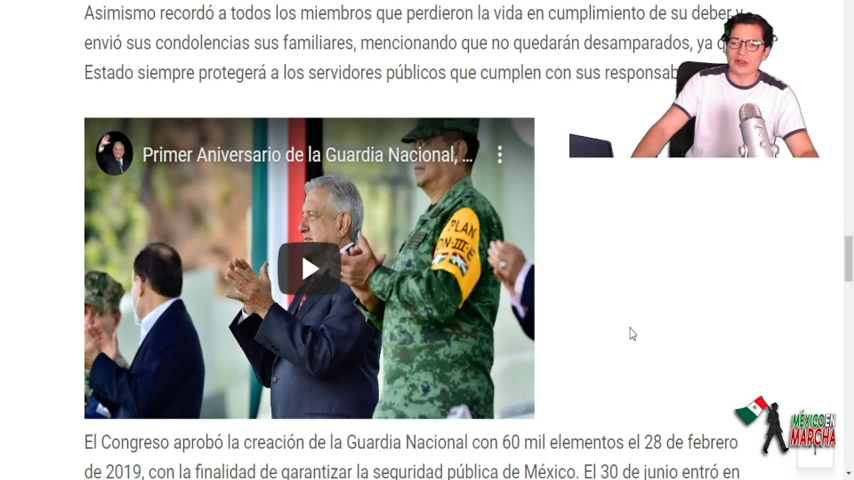 Asimismo recordó a todos los miembros que perdieron la vida en cumplimiento de su deber y
envió sus condolencias sus familiares, mencionando que no quedarán desamparados, ya
Estado siempre protegerá a los servidores públicos que cumplen con sus
Primer Aniversario de la Guardia Nacional, ...
PLAN
DN-III-E
El Congreso aprobó la creación de la Guardia Nacional con 60 mil elementos el 28 de febrero
de 2019, con la finalidad de garantizar la seguridad pública de México. El 30 de junio entró en
MÉXICO EN
MARCHA